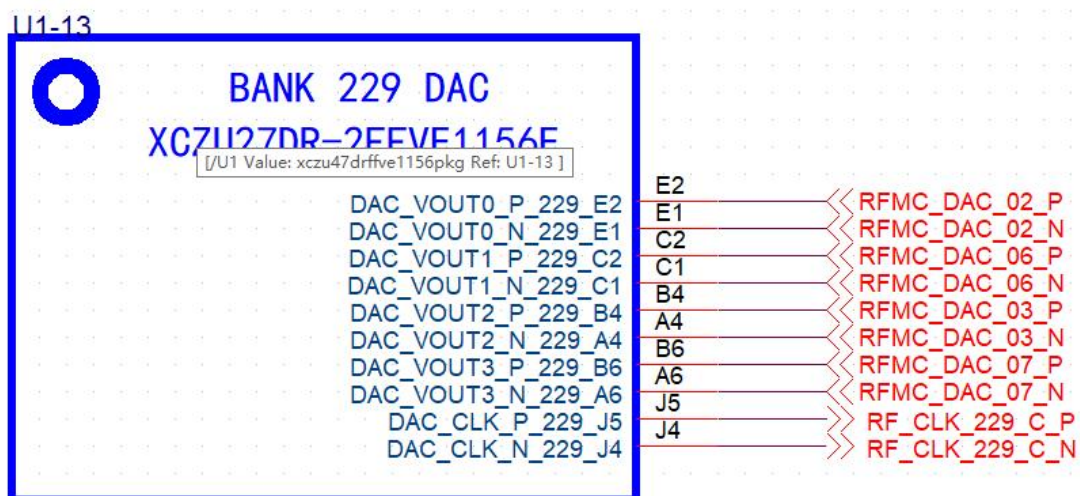 U1-13
BANK 229 DAC
XCZU27DR-2FFVE1156E
[/U1 Value: xczu47drffve1156pkg Ref: U1-13 ]
DAC_VOUT0_P_229_E2 E2 RFMC_DAC_02_P
DAC_VOUT0_N_229_E1 E1 RFMC_DAC_02_N
DAC_VOUT1_P_229_C2 C2 RFMC_DAC_06_P
DAC_VOUT1_N_229_C1 C1 RFMC_DAC_06_N
DAC_VOUT2_P_229_B4 B4 RFMC_DAC_03_P
DAC_VOUT2_N_229_A4 A4 RFMC_DAC_03_N
DAC_VOUT3_P_229_B6 B6 RFMC_DAC_07_P
DAC_VOUT3_N_229_A6 A6 RFMC_DAC_07_N
DAC_CLK_P_229_J5 J5 RF_CLK_229_C_P
DAC_CLK_N_229_J4 J4 RF_CLK_229_C_N